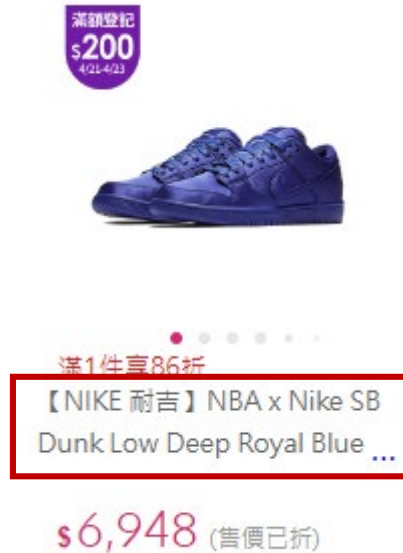 滿額登記
$200
4/21-4/23
滿1件享86折
【NIKE 耐吉】NBA x Nike SB
Dunk Low Deep Royal Blue ...
$6,948 (售價已折)